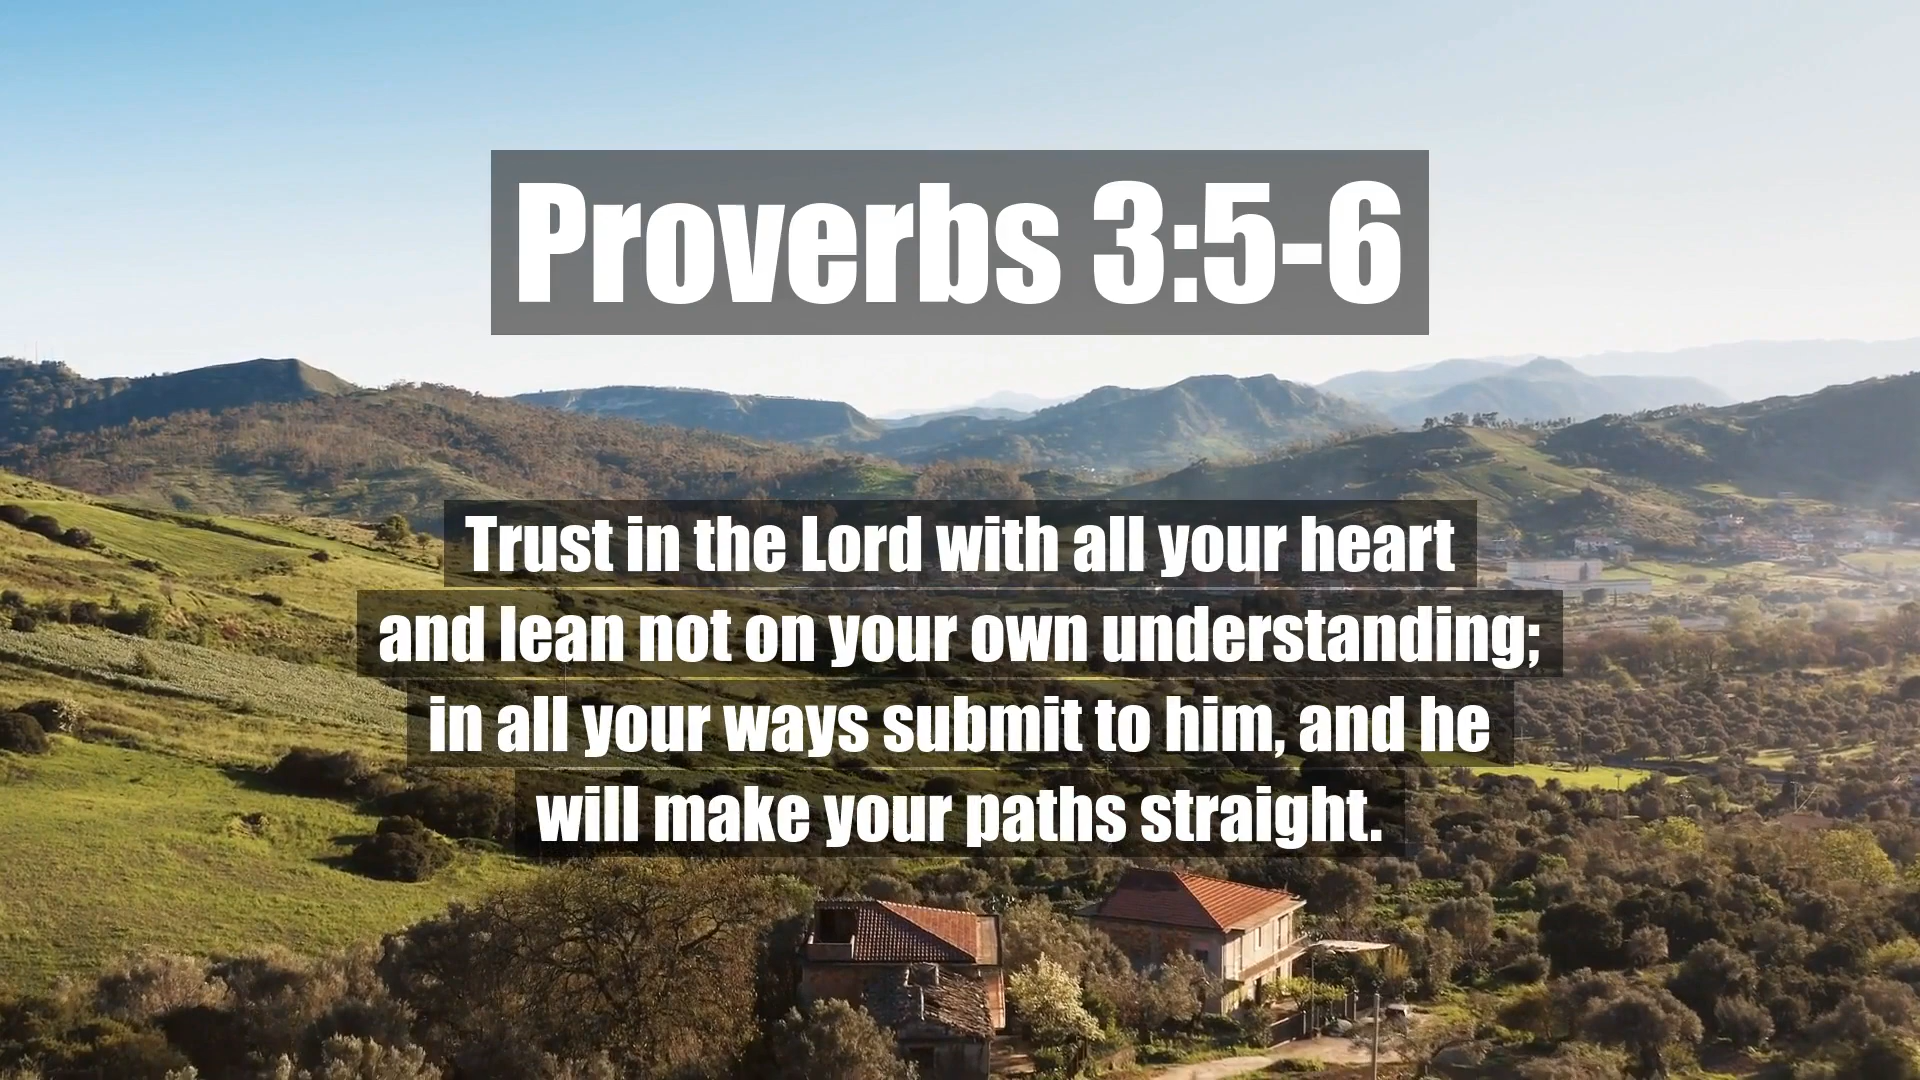 Proverbs 3:5-6
Trust in the Lord with all your heart
and lean not on your own understanding;
in all your ways submit to him, and he
will make your paths straight.